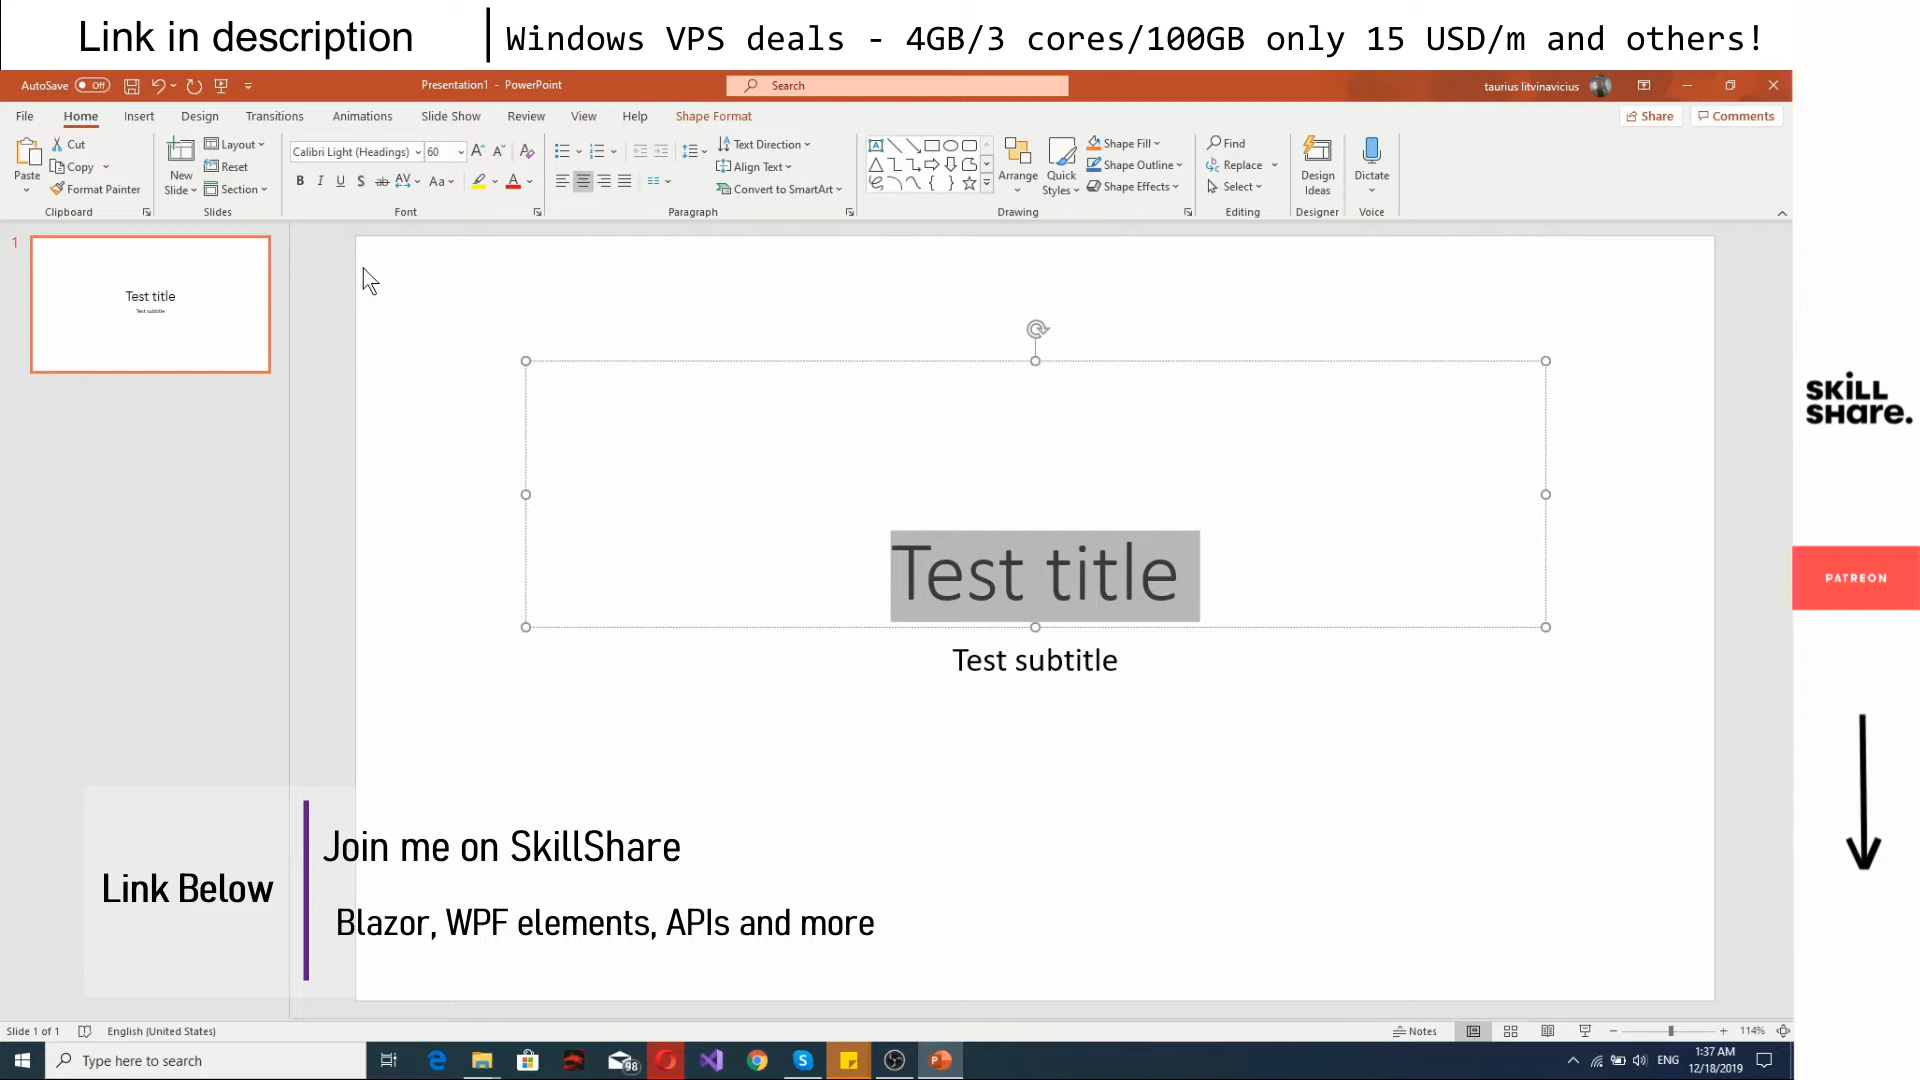 Link in description
Windows VPS deals - 4GB/3 cores/100GB only 15 USD/m and others!
AutoSave Off
Presentation1 - PowerPoint
Search
taurius litvinavicius
File Home Insert Design Transitions Animations Slide Show Review View Help Shape Format
Share Comments
Paste
Cut
Copy
Format Painter
Clipboard
New Slide
Layout
Reset
Section
Slides
Calibri Light (Headings) 60
B I U S ab AV Aa A
Font
Text Direction
Align Text
Convert to SmartArt
Paragraph
Arrange
Quick Styles
Shape Fill
Shape Outline
Shape Effects
Drawing
Find
Replace
Select
Editing
Design Ideas
Designer
Dictate
Voice
1
Test title
Test subtitle
Test title
Test subtitle
SKILL
SHARE.
PATREON
Link Below
Join me on SkillShare
Blazor, WPF elements, APIs and more
Slide 1 of 1
English (United States)
Notes
114%
Type here to search
98
ENG
1:37 AM
12/18/2019